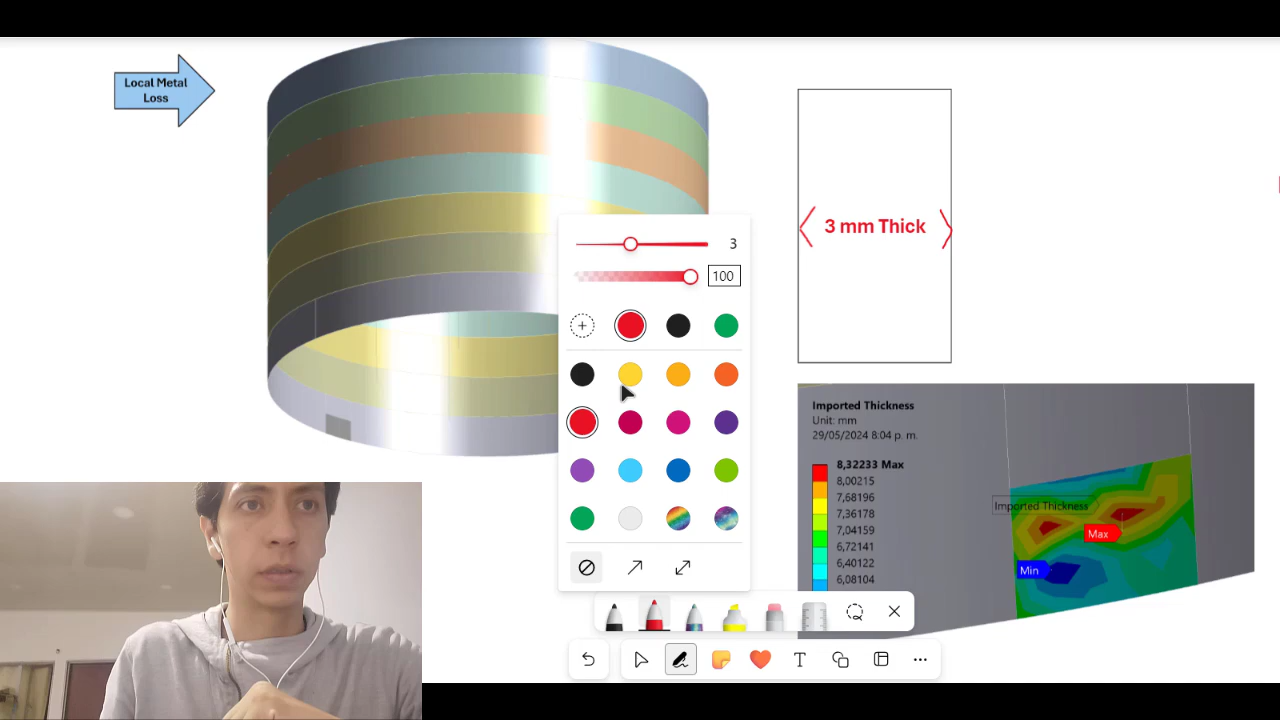 Local Metal
Loss
3 mm Thick
3
100
Imported Thickness
Unit: mm
29/05/2024 8:04 p. m.
8,32233 Max
8,00215
7,68196
7,36178
7,04159
6,72141
6,40122
6,08104
Imported Thickness
Max
Min
T